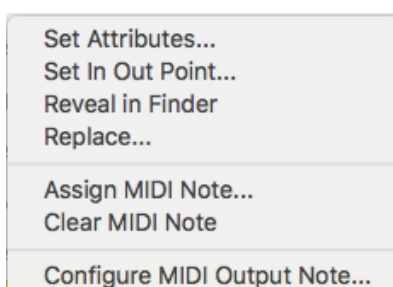 Set Attributes...
Set In Out Point...
Reveal in Finder
Replace...
Assign MIDI Note...
Clear MIDI Note
Configure MIDI Output Note...